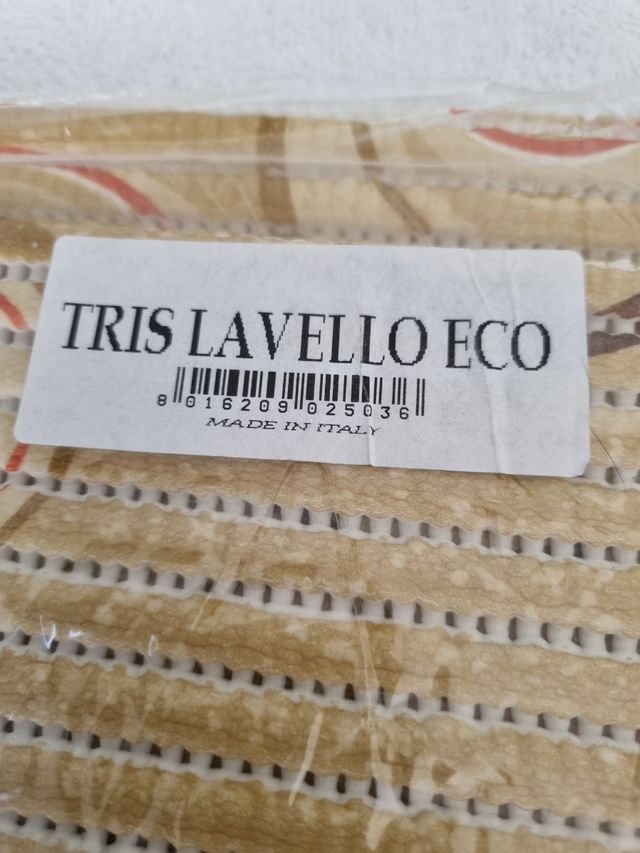 TRIS LAVELLO ECO
8 016209 025036
MADE IN ITALY